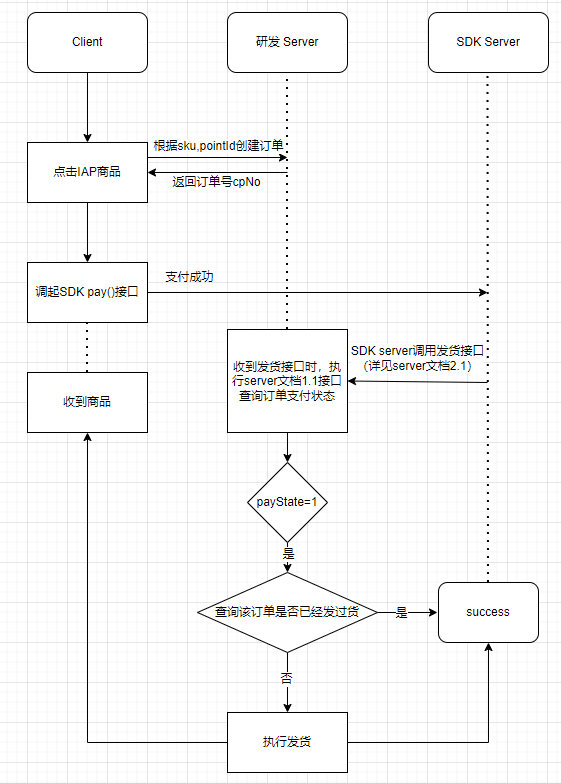 Client
研发 Server
SDK Server
根据sku,pointId创建订单
点击IAP商品
返回订单号cpNo
支付成功
调起SDK pay()接口
SDK server调用发货接口
（详见server文档2.1）
收到发货接口时，执
行server文档1.1接口
查询订单支付状态
收到商品
payState=1
是
查询该订单是否已经发过货
是
success
否
执行发货